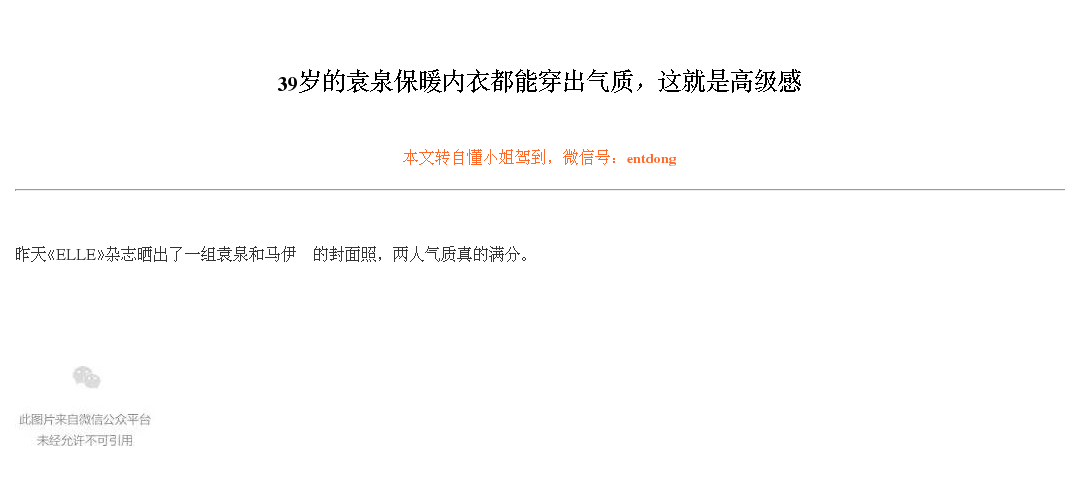 39岁的袁泉保暖内衣都能穿出气质，这就是高级感
本文转自懂小姐驾到，微信号：entdong
昨天《ELLE》杂志晒出了一组袁泉和马伊　的封面照，两人气质真的满分。
此图片来自微信公众平台
未经允许不可引用